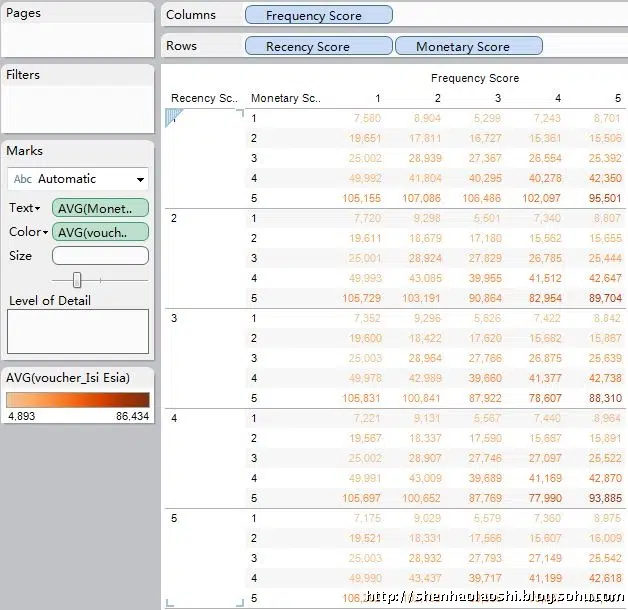 Pages
Filters
Marks
Abc Automatic
Text AVG(Monet..
Color AVG(vouch..
Size
Level of Detail
AVG(voucher_Isi Esia)
4,893 86,434
Columns Frequency Score
Rows Recency Score Monetary Score
Frequency Score
Recency Sc.. Monetary Sc.. 1 2 3 4 5
1 7,580 8,904 5,299 7,243 8,701
2 19,651 17,811 16,727 15,361 15,506
3 25,002 28,939 27,367 26,554 25,392
4 49,992 41,804 40,295 40,278 42,350
5 105,155 107,086 106,486 102,097 95,501
2 1 7,720 9,298 5,501 7,340 8,807
2 19,611 18,679 17,180 15,562 15,655
3 25,001 28,924 27,829 26,785 25,444
4 49,993 43,085 39,955 41,512 42,647
5 105,729 103,191 90,864 82,954 89,704
3 1 7,352 9,296 5,626 7,422 8,842
2 19,600 18,422 17,620 15,682 15,867
3 25,003 28,964 27,766 26,875 25,639
4 49,978 42,989 39,660 41,377 42,738
5 105,831 100,841 87,922 78,607 88,310
4 1 7,221 9,131 5,567 7,440 8,964
2 19,567 18,337 17,590 15,687 15,891
3 25,002 28,907 27,746 27,097 25,522
4 49,991 43,009 39,689 41,169 42,870
5 105,697 100,652 87,769 77,990 93,885
5 1 7,175 9,029 5,579 7,360 8,975
2 19,521 18,331 17,566 15,607 16,009
3 25,003 28,932 27,793 27,149 25,542
4 49,990 43,437 39,717 41,199 42,618
5
http://shenhaolaoshi.blog.sohu.com